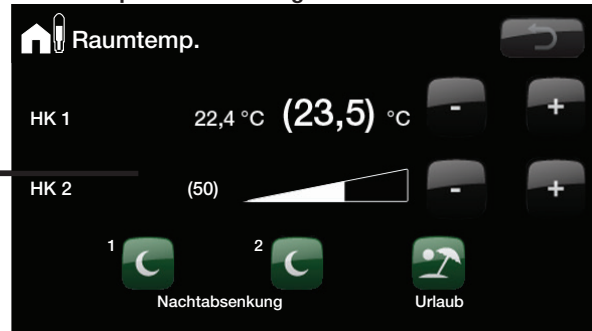 Raumtemp.
HK 1 22,4 °C (23,5) °C - +
HK 2 (50) - +
1 2
Nachtabsenkung Urlaub